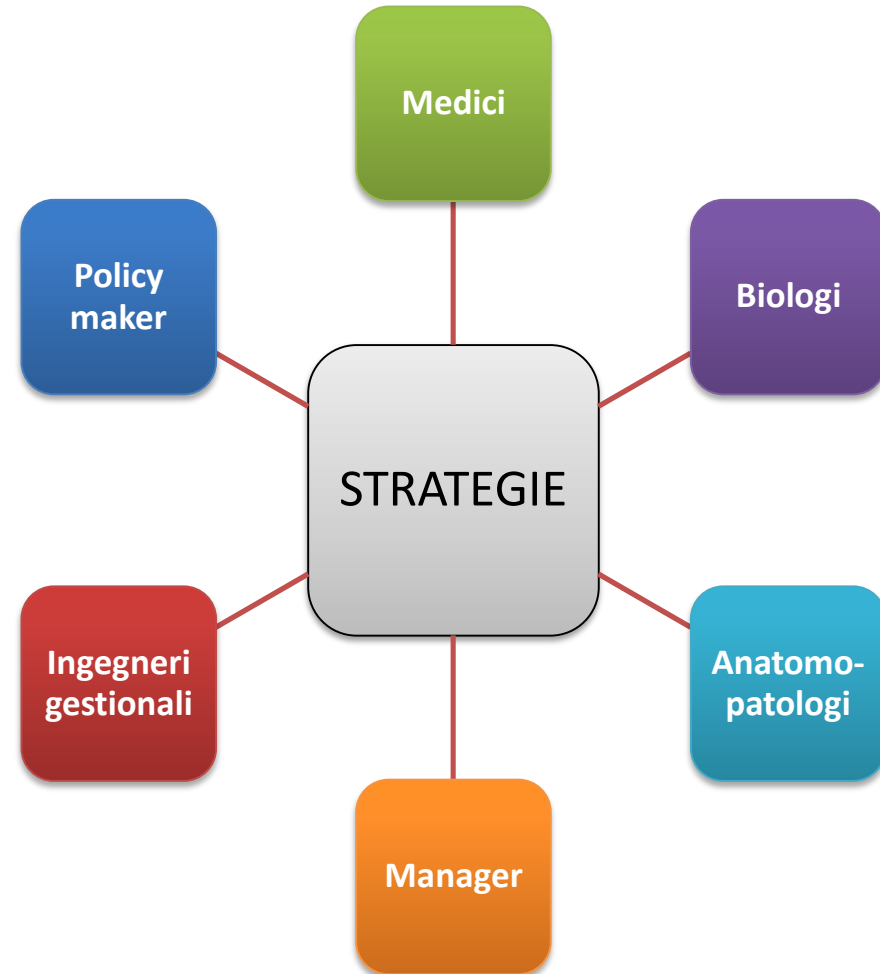 Medici
Policy
maker
Biologi
STRATEGIE
Ingegneri
gestionali
Anatomo-
patologi
Manager